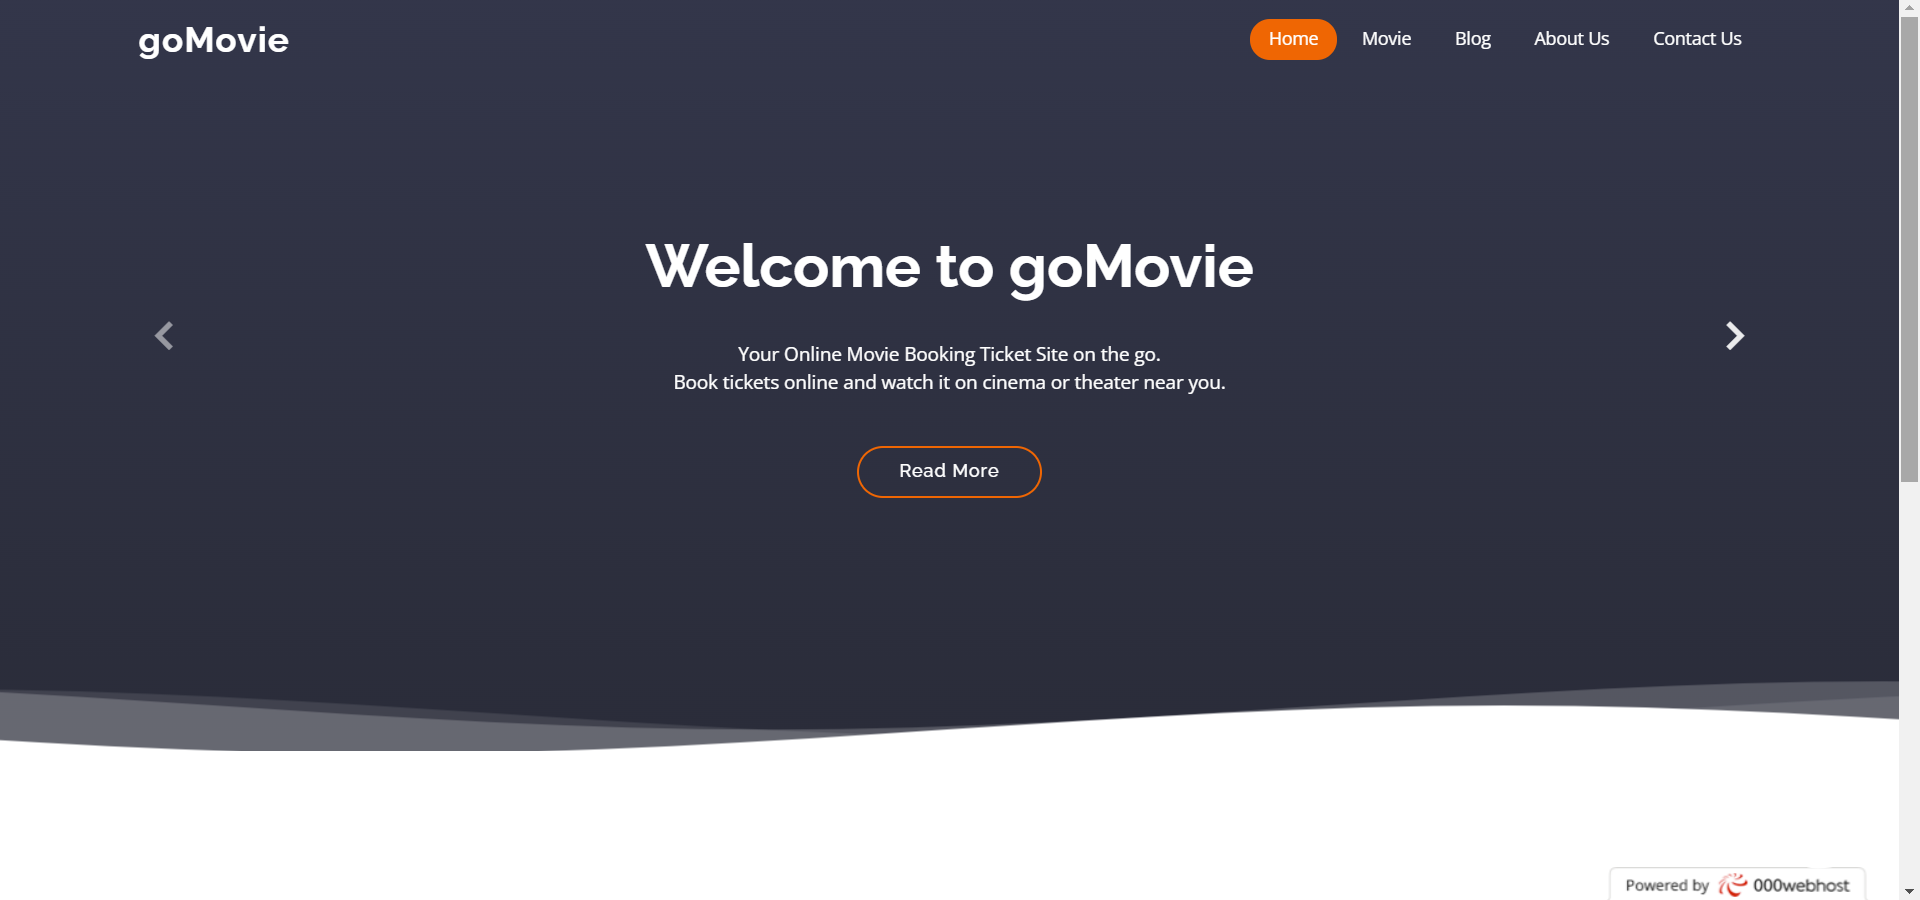 goMovie
Home
Movie
Blog
About Us
Contact Us
Welcome to goMovie
Your Online Movie Booking Ticket Site on the go.
Book tickets online and watch it on cinema or theater near you.
Read More
Powered by 000webhost